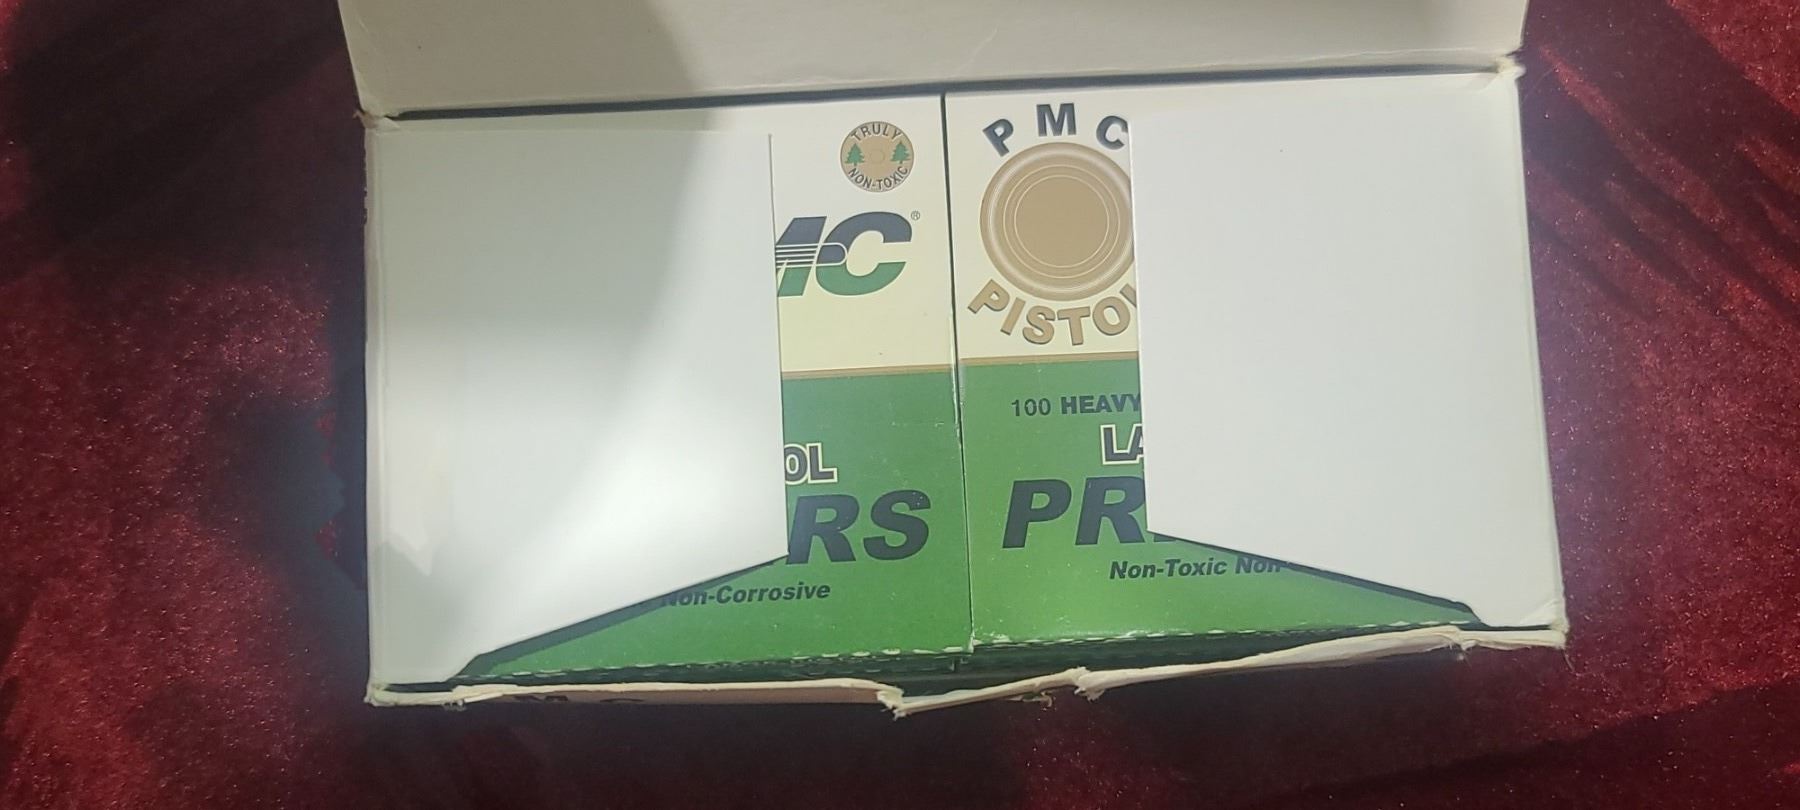 TRULY
NON-TOXIC
MC®
OL
RS
Non-Corrosive
PMC
PISTO
100 HEAVY
LA
PR
Non-Toxic Non-